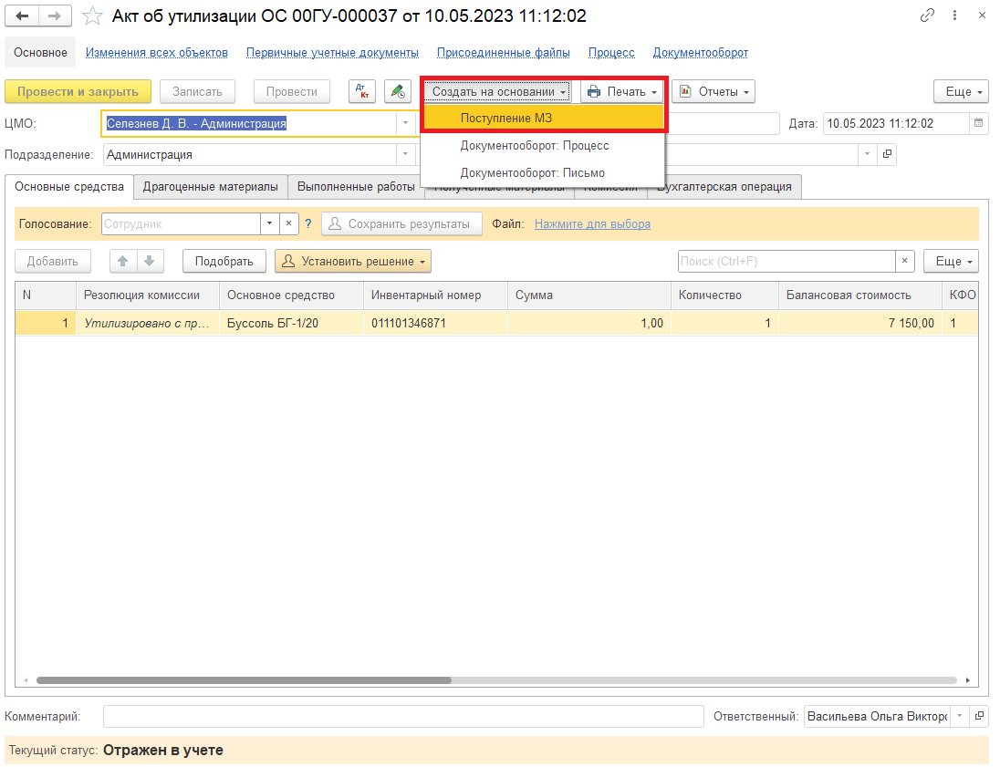 Акт об утилизации ОС 00ГУ-000037 от 10.05.2023 11:12:02
Основное Изменения всех объектов Первичные учетные документы Присоединенные файлы Процесс Документооборот
Провести и закрыть Записать Провести Дт Кт Создать на основании Печать Отчеты Еще
ЦМО: Селезнев Д. В. - Администрация Поступление МЗ Дата: 10.05.2023 11:12:02
Документооборот: Процесс
Подразделение: Администрация
Документооборот: Письмо
Основные средства Драгоценные материалы Выполненные работы Полученные материалы Комиссия Бухгалтерская операция
Голосование: Сотрудник ? Сохранить результаты Файл: Нажмите для выбора
Добавить Подобрать Установить решение Поиск (Ctrl+F) × Еще
N Резолюция комиссии Основное средство Инвентарный номер Сумма Количество Балансовая стоимость КФО
1 Утилизировано с пр... Буссоль БГ-1/20 011101346871 1,00 1 7 150,00 1
Комментарий: Ответственный: Васильева Ольга Викторо
Текущий статус: Отражен в учете